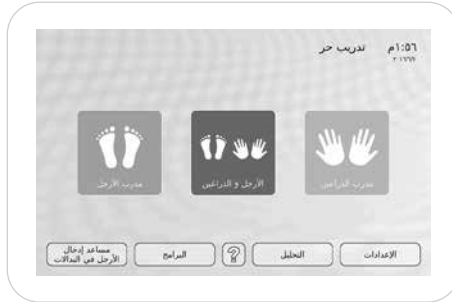 ١:٥٦م
تدريب حر
مدرب الذراعين
الأرجل و الذراعين
مدرب الأرجل
الإعدادات
التحليل
?
البرامج
مساعد إدخال
الأرجل في البدالات